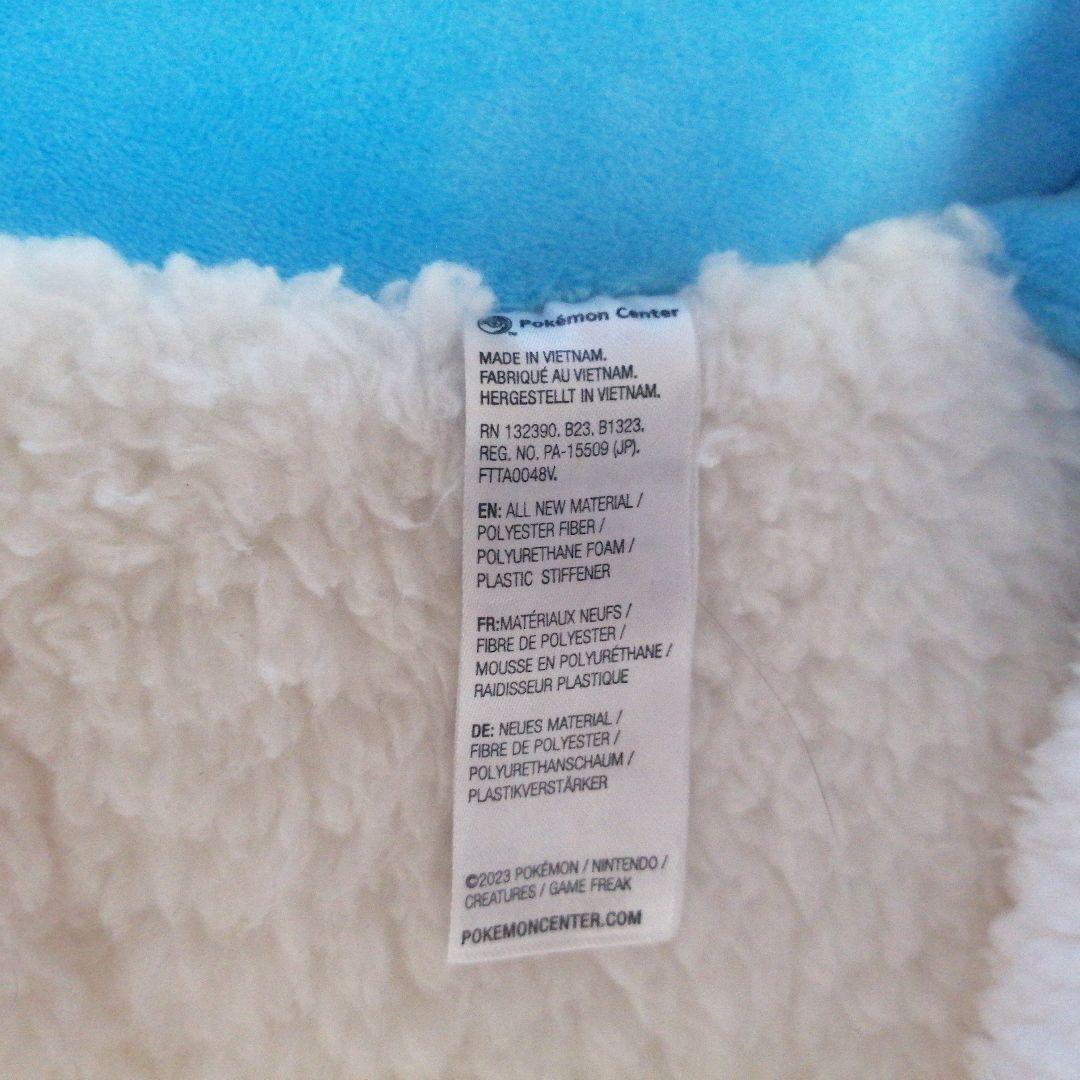 Pokémon Center
MADE IN VIETNAM.
FABRIQUÉ AU VIETNAM.
HERGESTELLT IN VIETNAM.
RN 132390. B23. B1323.
REG. NO. PA-15509 (JP).
FTTA0048V.
EN: ALL NEW MATERIAL /
POLYESTER FIBER /
POLYURETHANE FOAM /
PLASTIC STIFFENER
FR:MATÉRIAUX NEUFS /
FIBRE DE POLYESTER /
MOUSSE EN POLYURÉTHANE /
RAIDISSEUR PLASTIQUE
DE: NEUES MATERIAL /
FIBRE DE POLYESTER /
POLYURETHANSCHAUM /
PLASTIKVERSTÄRKER
©2023 POKÉMON / NINTENDO /
CREATURES / GAME FREAK
POKEMONCENTER.COM